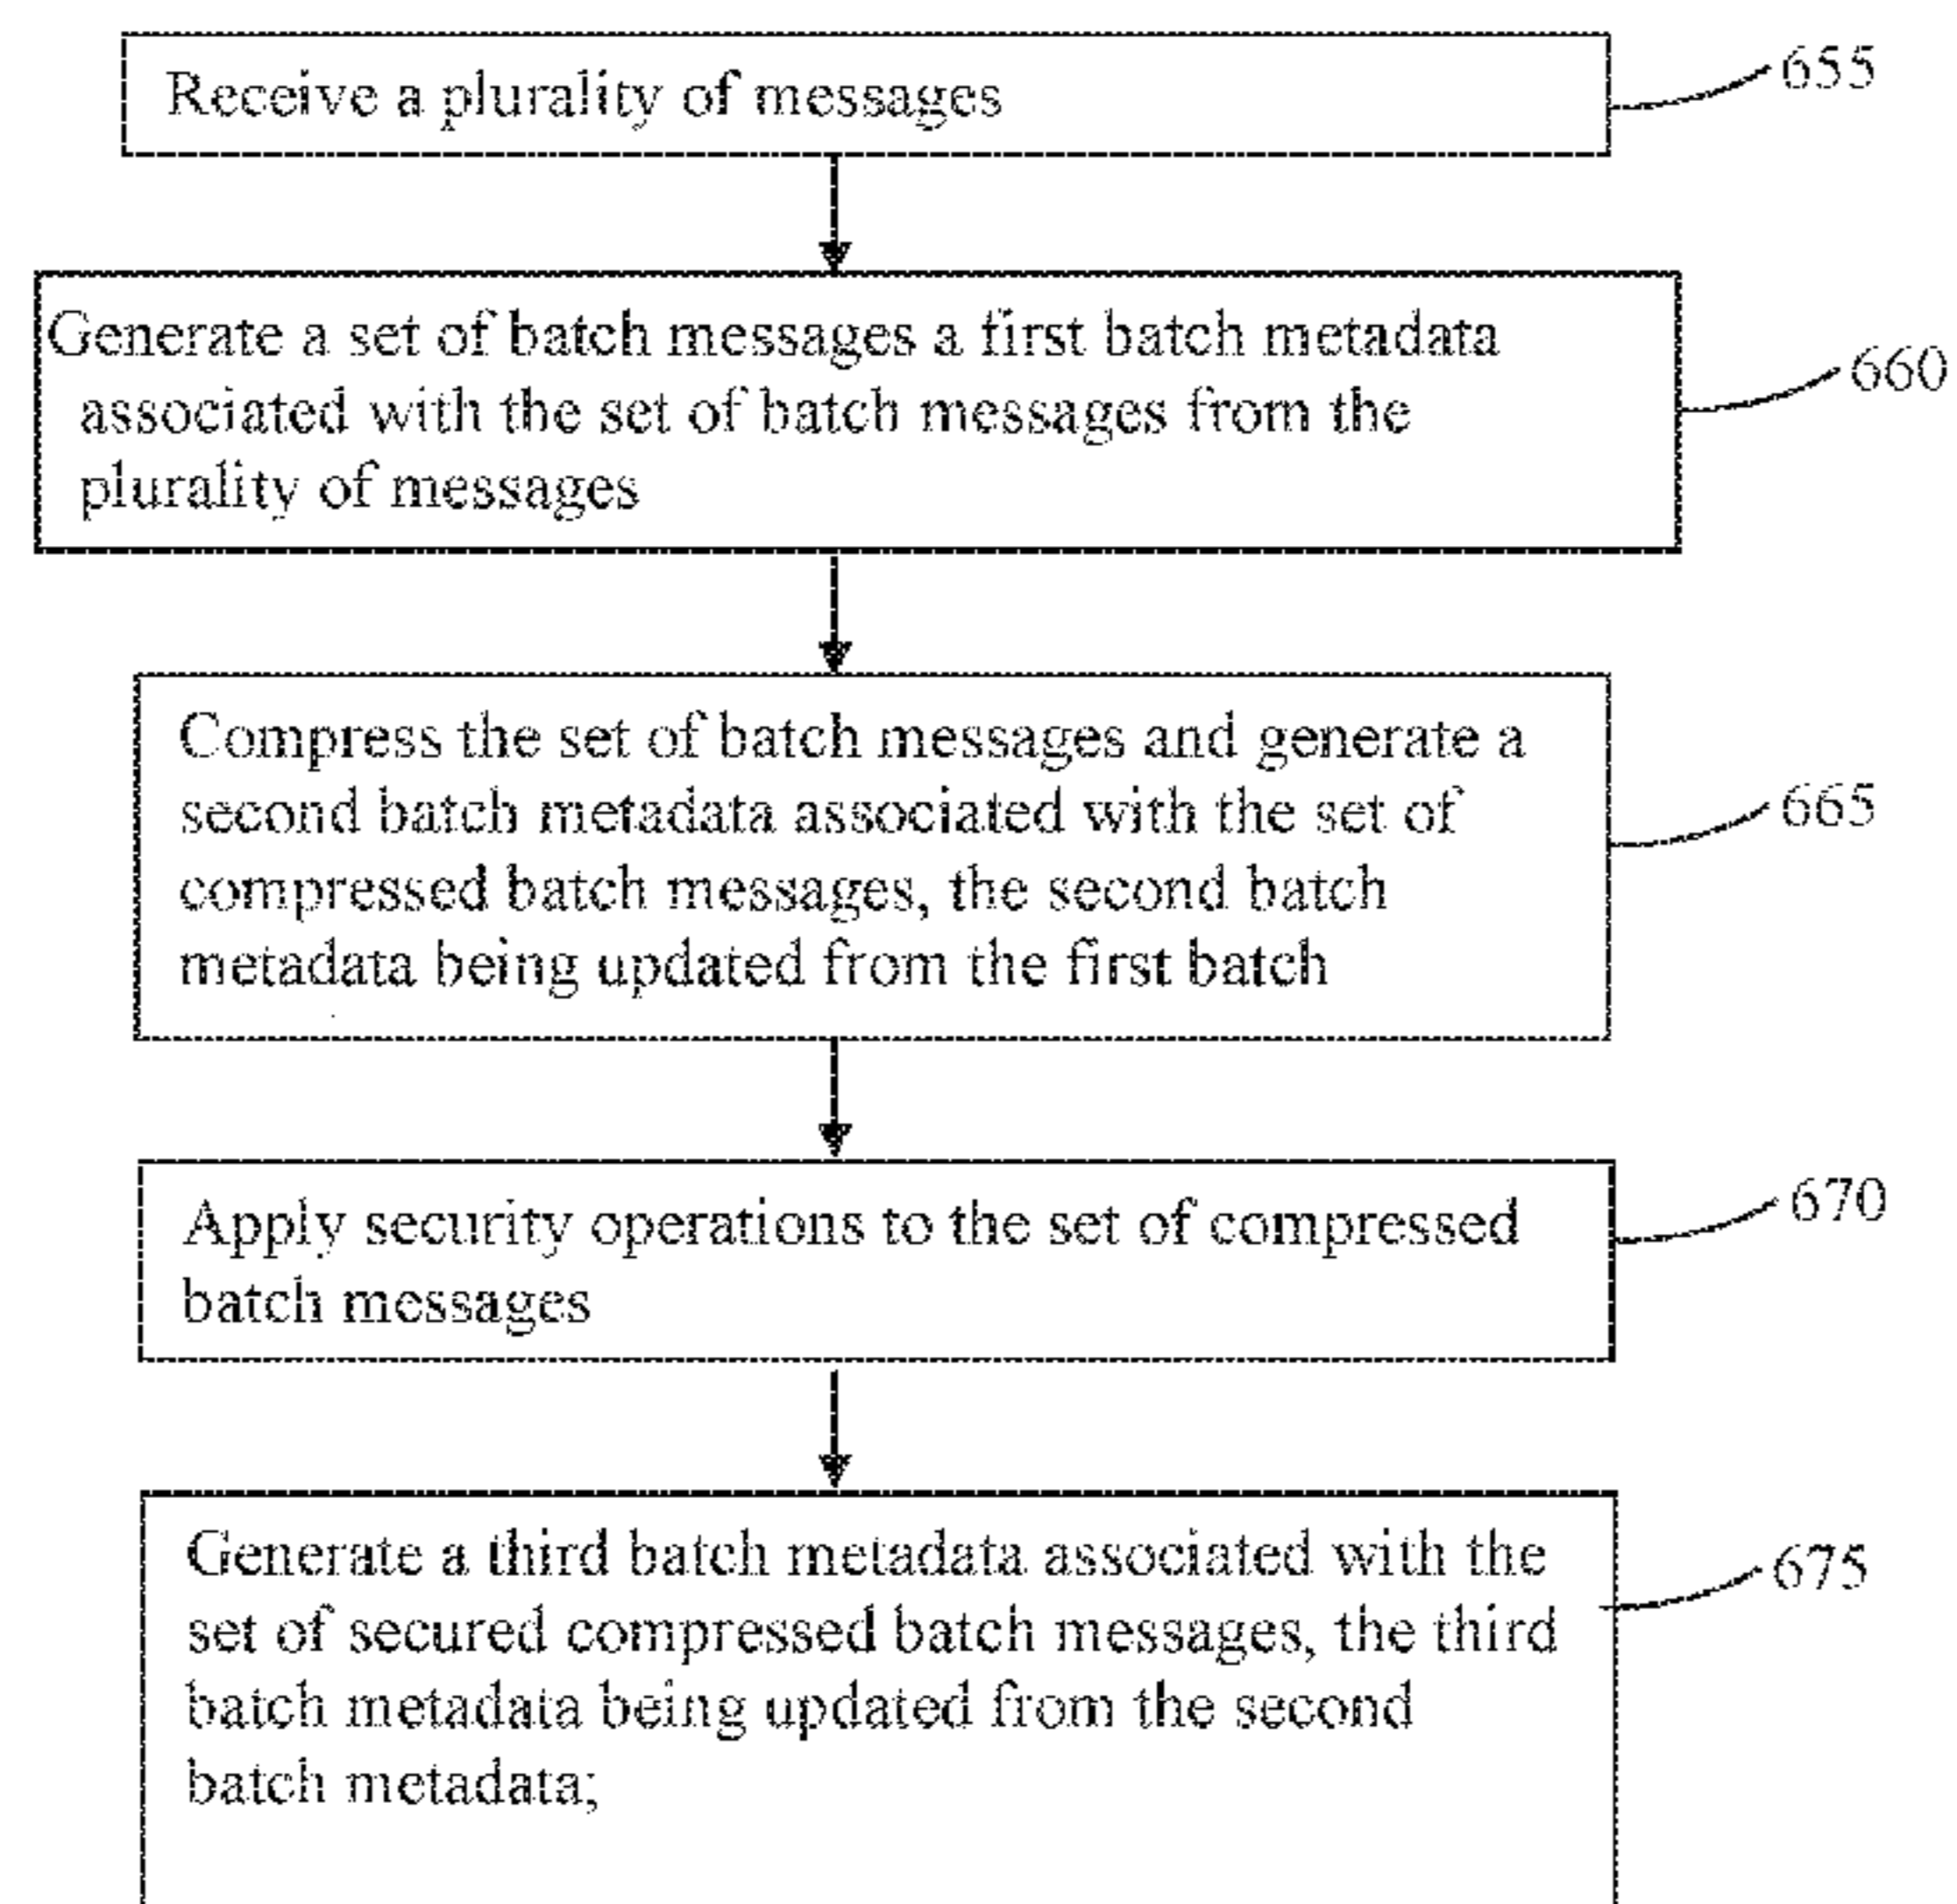 Receive a plurality of messages
655
Generate a set of batch messages a first batch metadata
associated with the set of batch messages from the
plurality of messages
660
Compress the set of batch messages and generate a
second batch metadata associated with the set of
compressed batch messages, the second batch
metadata being updated from the first batch
665
Apply security operations to the set of compressed
batch messages
670
Generate a third batch metadata associated with the
set of secured compressed batch messages, the third
batch metadata being updated from the second
batch metadata;
675